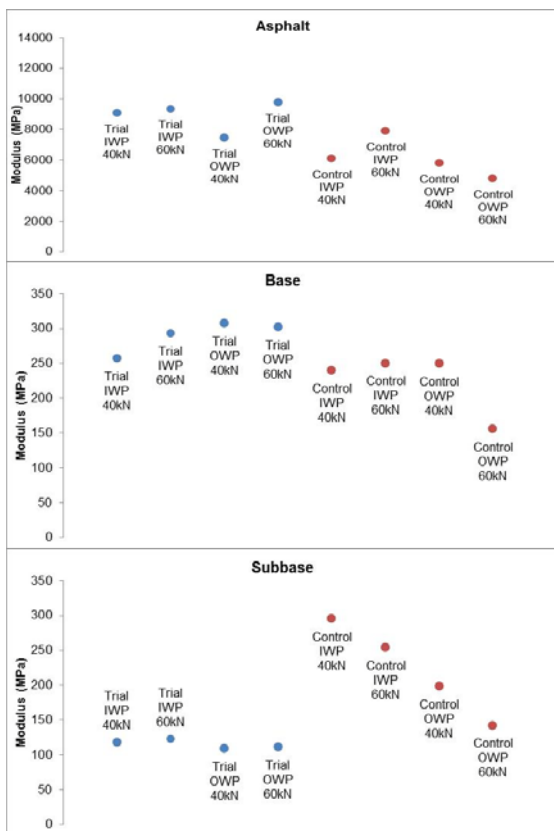 Asphalt
Modulus (MPa)
14000
12000
10000
8000
6000
4000
2000
0
Trial
IWP
40kN
Trial
IWP
60kN
Trial
OWP
40kN
Trial
OWP
60kN
Control
IWP
40kN
Control
IWP
60kN
Control
OWP
40kN
Control
OWP
60kN
Base
Modulus (MPa)
350
300
250
200
150
100
50
0
Trial
IWP
40kN
Trial
IWP
60kN
Trial
OWP
40kN
Trial
OWP
60kN
Control
IWP
40kN
Control
IWP
60kN
Control
OWP
40kN
Control
OWP
60kN
Subbase
Modulus (MPa)
350
300
250
200
150
100
50
0
Trial
IWP
40kN
Trial
IWP
60kN
Trial
OWP
40kN
Trial
OWP
60kN
Control
IWP
40kN
Control
IWP
60kN
Control
OWP
40kN
Control
OWP
60kN